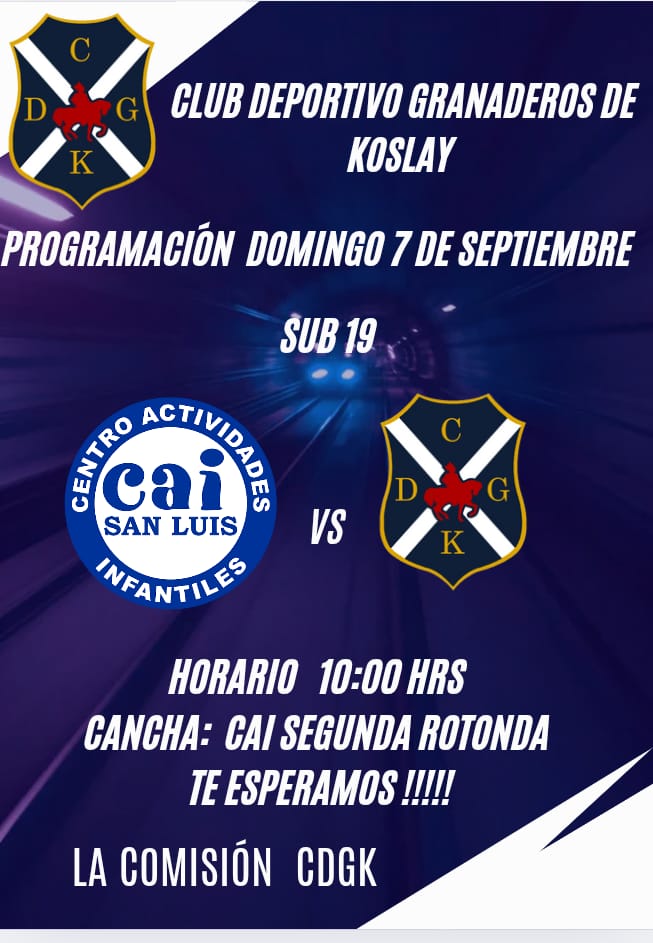 C
D G
K
CLUB DEPORTIVO GRANADEROS DE
KOSLAY
PROGRAMACIÓN DOMINGO 7 DE SEPTIEMBRE
SUB 19
CENTRO ACTIVIDADES
cai
SAN LUIS
INFANTILES
VS
C
D G
K
HORARIO 10:00 HRS
CANCHA: CAI SEGUNDA ROTONDA
TE ESPERAMOS !!!!!
LA COMISIÓN CDGK